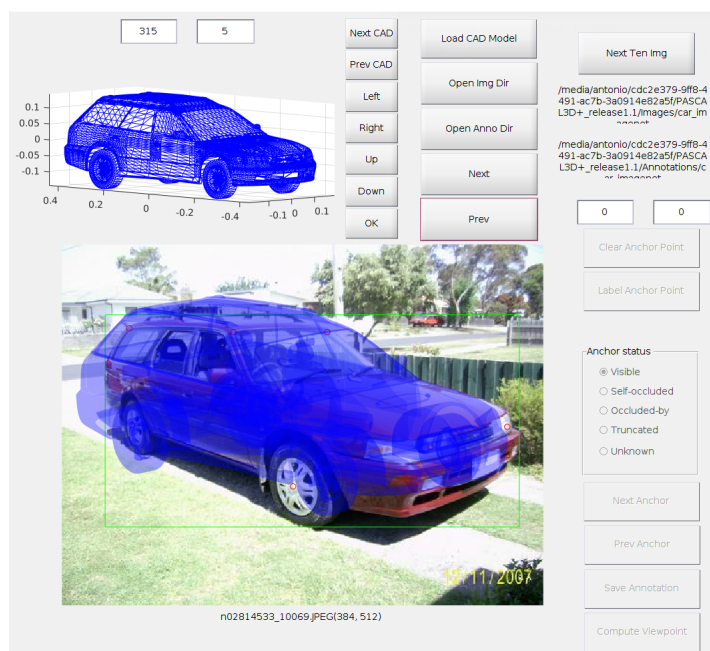 315
5
Next CAD
Prev CAD
Left
Right
Up
Down
OK
Load CAD Model
Open Img Dir
Open Anno Dir
Next
Prev
Next Ten Img
/media/antonio/cdc2e379-9ff8-4
491-ac7b-3a0914e82a5f/PASCA
L3D+_release1.1/Images/car_im
agenet
/media/antonio/cdc2e379-9ff8-4
491-ac7b-3a0914e82a5f/PASCA
L3D+_release1.1/Annotations/c
ar_imagenet
0
0
Clear Anchor Point
Label Anchor Point
Anchor status
Visible
Self-occluded
Occluded-by
Truncated
Unknown
Next Anchor
Prev Anchor
Save Annotation
Compute Viewpoint
0.1
0.05
0
-0.05
-0.1
0.4
0.2
0
-0.2
-0.4
-0.1
0
0.1
12/11/2007
n02814533_10069.JPEG(384, 512)